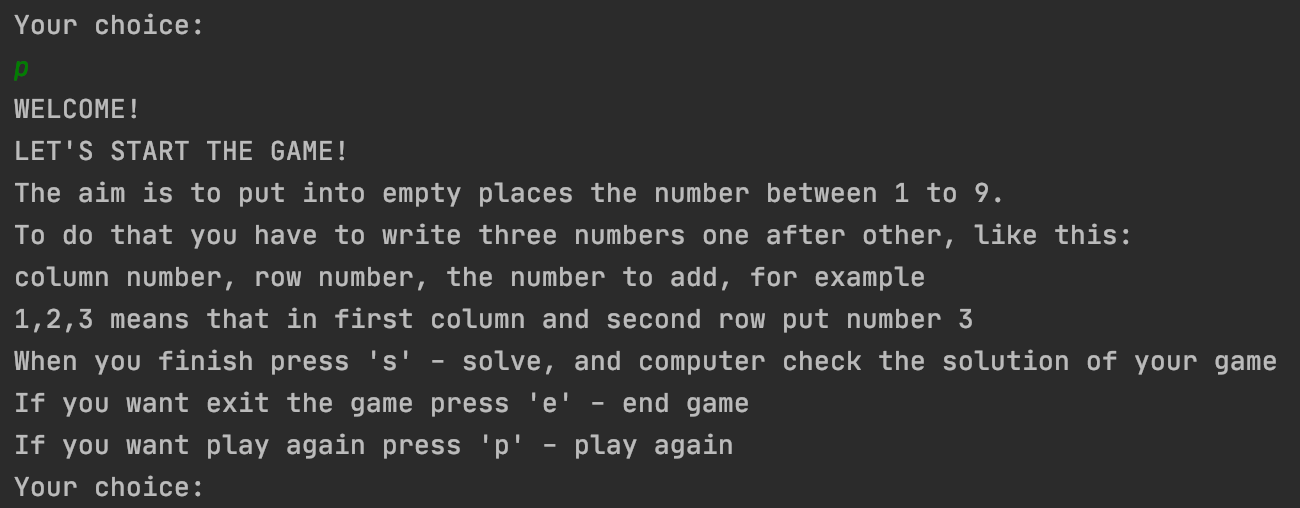 Your choice:
p
WELCOME!
LET'S START THE GAME!
The aim is to put into empty places the number between 1 to 9.
To do that you have to write three numbers one after other, like this:
column number, row number, the number to add, for example
1,2,3 means that in first column and second row put number 3
When you finish press 's' - solve, and computer check the solution of your game
If you want exit the game press 'e' - end game
If you want play again press 'p' - play again
Your choice: